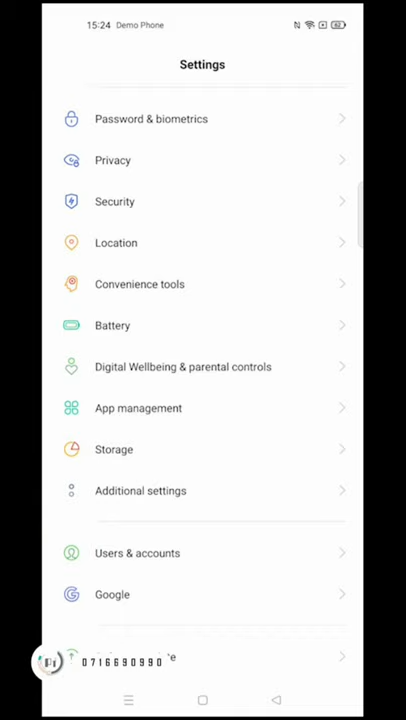 15:24 Demo Phone 62
Settings
Password & biometrics
Privacy
Security
Location
Convenience tools
Battery
Digital Wellbeing & parental controls
App management
Storage
Additional settings
Users & accounts
Google
0716690990